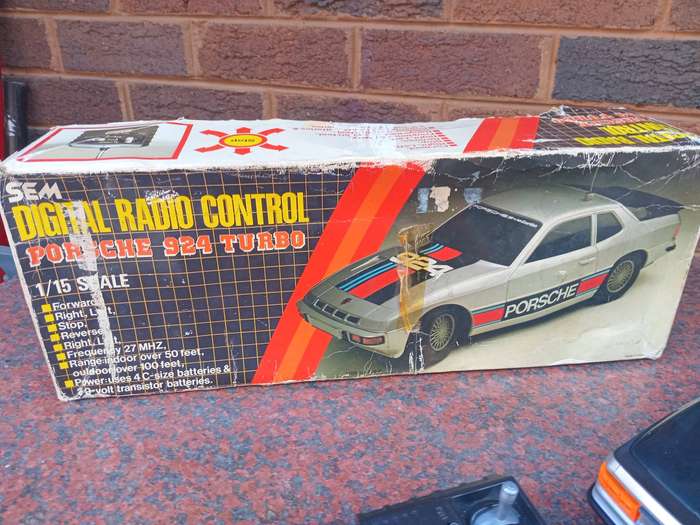 SEM
DIGITAL RADIO CONTROL
PORSCHE 924 TURBO
1/15 SCALE
Forward,
Right, Left,
Stop,
Reverse,
Right, Left,
Frequency 27 MHZ,
Range-indoor over 50 feet,
outdoor over 100 feet,
Power-uses 4 C-size batteries &
9-volt transistor batteries.
924
PORSCHE